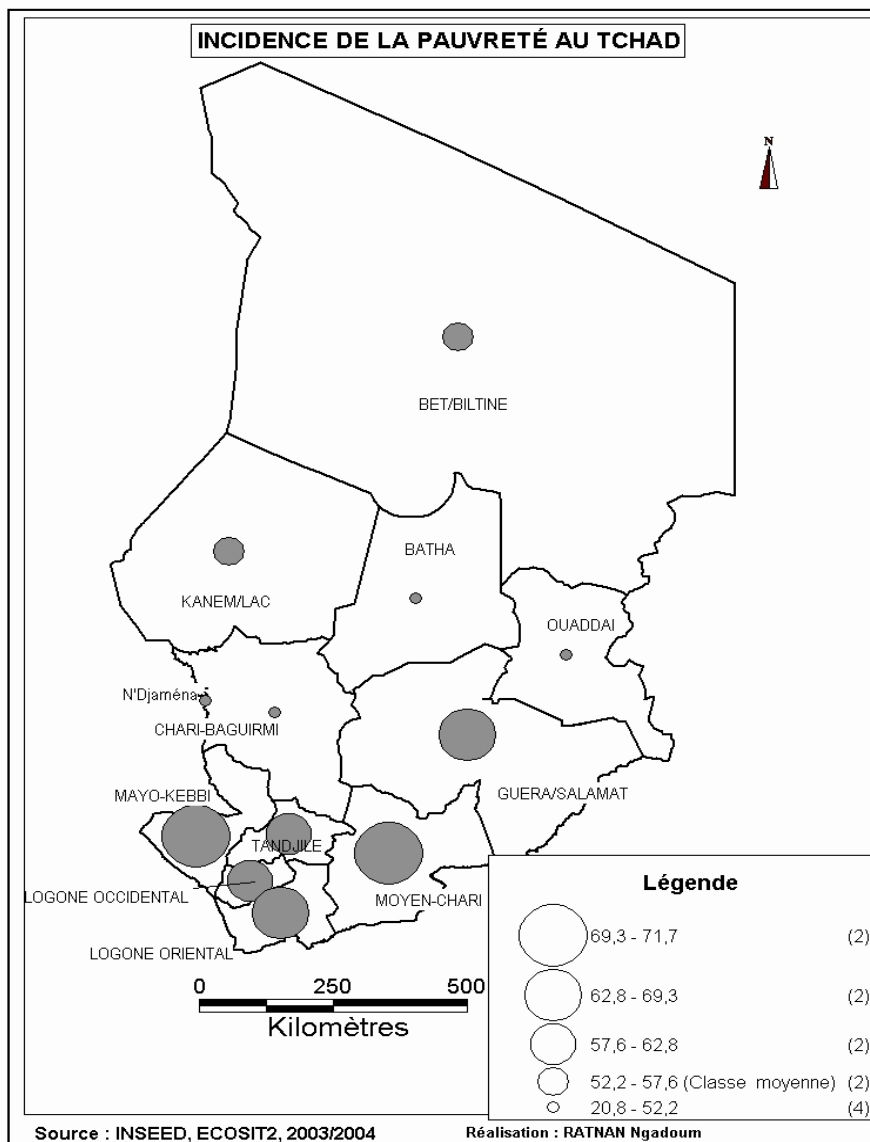 INCIDENCE DE LA PAUVRETÉ AU TCHAD
N
BET/BILTINE
BATHA
KANEM/LAC
OUADDAI
N'Djaména
CHARI-BAGUIRMI
MAYO-KEBBI
GUERA/SALAMAT
TANDJILE
LOGONE OCCIDENTAL
MOYEN-CHARI
LOGONE ORIENTAL
0 250 500
Kilomètres
Légende
69,3 - 71,7 (2)
62,8 - 69,3 (2)
57,6 - 62,8 (2)
52,2 - 57,6 (Classe moyenne) (2)
20,8 - 52,2 (4)
Source : INSEED, ECOSIT2, 2003/2004 Réalisation : RATNAN Ngadoum